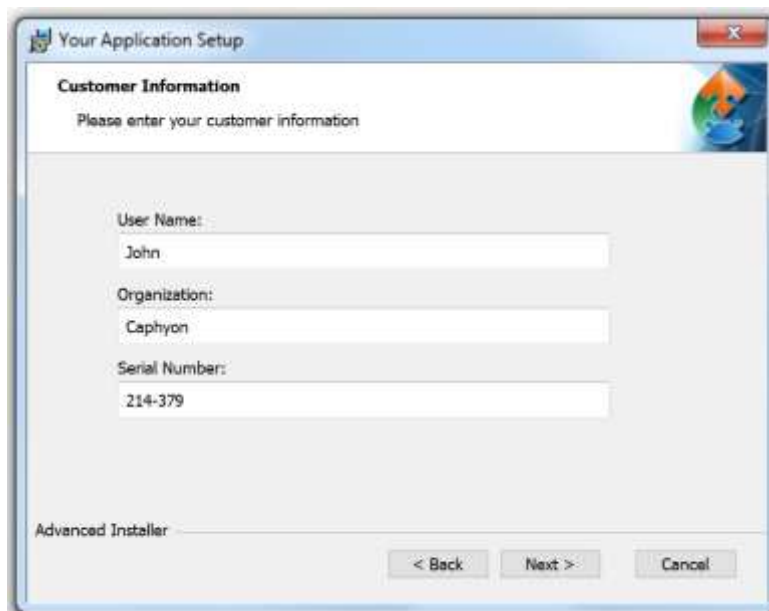 Your Application Setup
Customer Information
Please enter your customer information
User Name:
John
Organization:
Caphyon
Serial Number:
214-379
Advanced Installer
< Back
Next >
Cancel